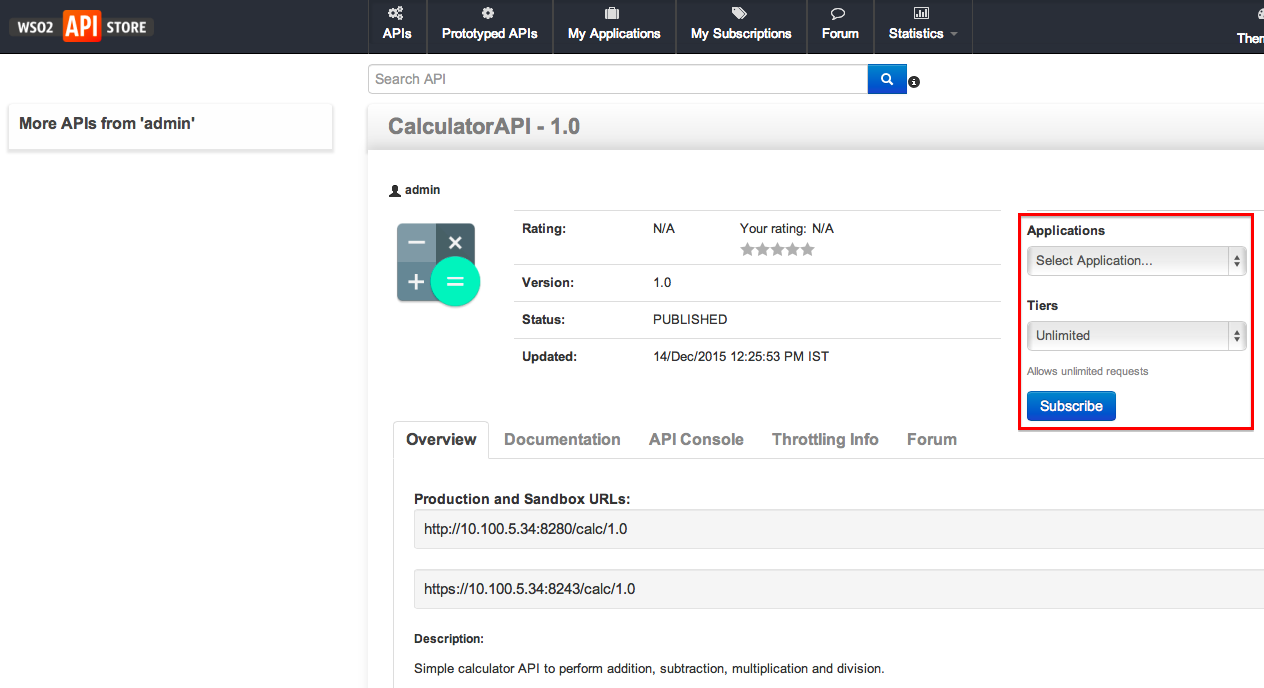 WSO2 API STORE
APIs
Prototyped APIs
My Applications
My Subscriptions
Forum
Statistics
Search API
More APIs from 'admin'
CalculatorAPI - 1.0
admin
Rating: N/A Your rating: N/A
Version: 1.0
Status: PUBLISHED
Updated: 14/Dec/2015 12:25:53 PM IST
Applications
Select Application...
Tiers
Unlimited
Allows unlimited requests
Subscribe
Overview Documentation API Console Throttling Info Forum
Production and Sandbox URLs:
http://10.100.5.34:8280/calc/1.0
https://10.100.5.34:8243/calc/1.0
Description:
Simple calculator API to perform addition, subtraction, multiplication and division.